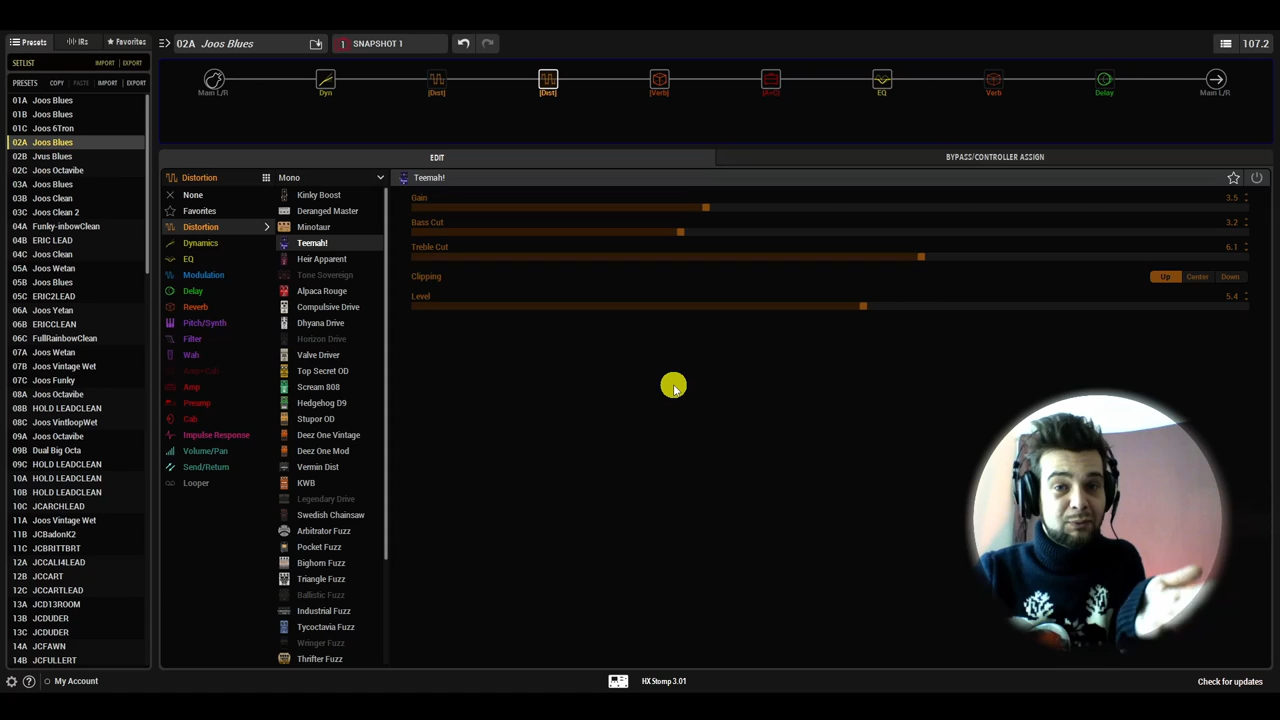 Presets IRs Favorites
02A Joos Blues
1 SNAPSHOT 1
107.2
SETLIST IMPORT EXPORT
PRESETS COPY PASTE IMPORT EXPORT
01A Joos Blues
01B Joos Blues
01C Joos 6Tron
02A Joos Blues
02B Jvus Blues
02C Joos Octavibe
03A Joos Blues
03B Joos Clean
03C Joos Clean 2
04A Funky-inbowClean
04B ERIC LEAD
04C Joos Clean
05A Joos Wetan
05B Joos Blues
05C ERIC2LEAD
06A Joos Yetan
06B ERICCLEAN
06C FullRainbowClean
07A Joos Wetan
07B Joos Vintage Wet
07C Joos Funky
08A Joos Octavibe
08B HOLD LEADCLEAN
08C Joos VintloopWet
09A Joos Octavibe
09B Dual Big Octa
09C HOLD LEADCLEAN
10A HOLD LEADCLEAN
10B HOLD LEADCLEAN
10C JCARCHLEAD
11A Joos Vintage Wet
11B JCBadonK2
11C JCBRITTBRT
12A JCCALI4LEAD
12B JCCART
12C JCCARTLEAD
13A JCD13ROOM
13B JCDUDER
13C JCDUDER
14A JCFAWN
14B JCFULLERT
Main L/R
Dyn
[Dist]
[Dist]
[Verb]
[A+C]
EQ
Verb
Delay
Main L/R
EDIT
BYPASS/CONTROLLER ASSIGN
Distortion
Mono
Teemah!
None
Favorites
Distortion
Dynamics
EQ
Modulation
Delay
Reverb
Pitch/Synth
Filter
Wah
Amp+Cab
Amp
Preamp
Cab
Impulse Response
Volume/Pan
Send/Return
Looper
Kinky Boost
Deranged Master
Minotaur
Teemah!
Heir Apparent
Tone Sovereign
Alpaca Rouge
Compulsive Drive
Dhyana Drive
Horizon Drive
Valve Driver
Top Secret OD
Scream 808
Hedgehog D9
Stupor OD
Deez One Vintage
Deez One Mod
Vermin Dist
KWB
Legendary Drive
Swedish Chainsaw
Arbitrator Fuzz
Pocket Fuzz
Bighorn Fuzz
Triangle Fuzz
Ballistic Fuzz
Industrial Fuzz
Tycoctavia Fuzz
Wringer Fuzz
Thrifter Fuzz
Gain 3.5
Bass Cut 3.2
Treble Cut 6.1
Clipping Up Center Down
Level 5.4
? My Account
HX Stomp 3.01
Check for updates